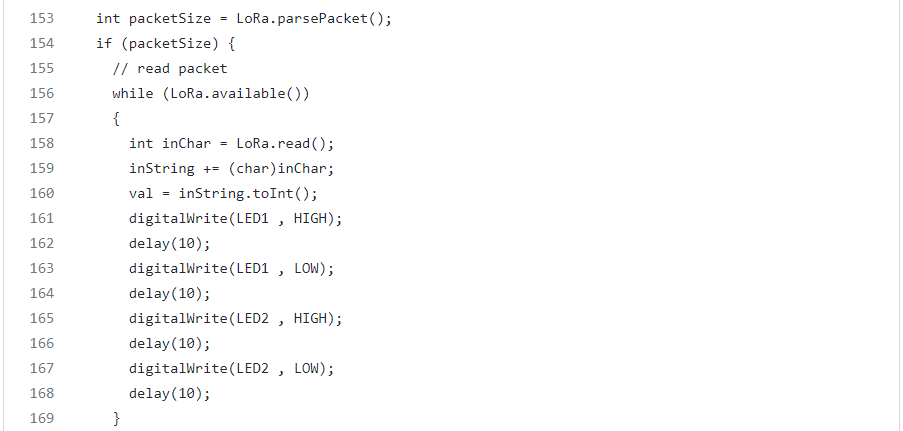 153 int packetSize = LoRa.parsePacket();
154 if (packetSize) {
155 // read packet
156 while (LoRa.available())
157 {
158 int inChar = LoRa.read();
159 inString += (char)inChar;
160 val = inString.toInt();
161 digitalWrite(LED1 , HIGH);
162 delay(10);
163 digitalWrite(LED1 , LOW);
164 delay(10);
165 digitalWrite(LED2 , HIGH);
166 delay(10);
167 digitalWrite(LED2 , LOW);
168 delay(10);
169 }